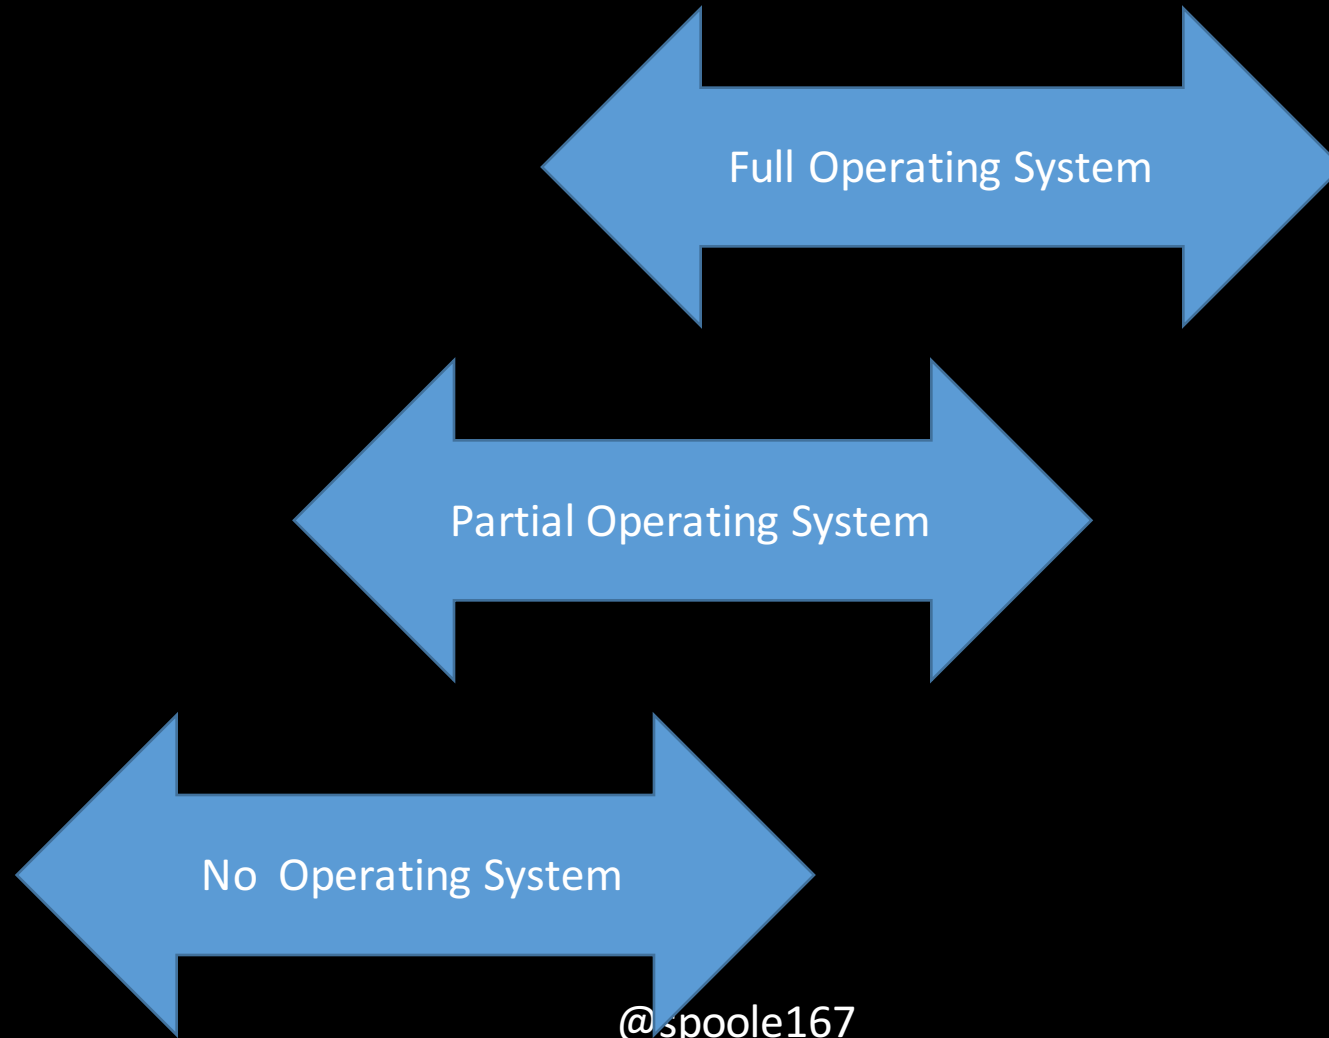 Full Operating System
Partial Operating System
No Operating System
@spoole167